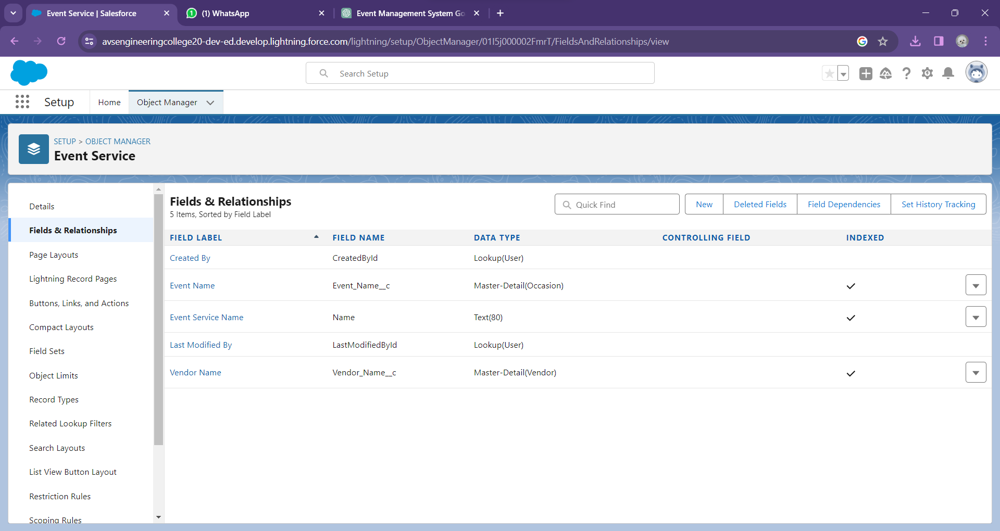 Event Service | Salesforce
1
(1) WhatsApp
Event Management System Go
avsengineeringcollege20-dev-ed.develop.lightning.force.com/lightning/setup/ObjectManager/01I5j000002FmrT/FieldsAndRelationships/view
Search Setup
Setup
Home
Object Manager
SETUP > OBJECT MANAGER
Event Service
Details
Fields & Relationships
Page Layouts
Lightning Record Pages
Buttons, Links, and Actions
Compact Layouts
Field Sets
Object Limits
Record Types
Related Lookup Filters
Search Layouts
List View Button Layout
Restriction Rules
Scoping Rules
Fields & Relationships
5 Items, Sorted by Field Label
Quick Find
New
Deleted Fields
Field Dependencies
Set History Tracking
FIELD LABEL FIELD NAME DATA TYPE CONTROLLING FIELD INDEXED
Created By CreatedById Lookup(User)
Event Name Event_Name__c Master-Detail(Occasion)
Event Service Name Name Text(80)
Last Modified By LastModifiedById Lookup(User)
Vendor Name Vendor_Name__c Master-Detail(Vendor)